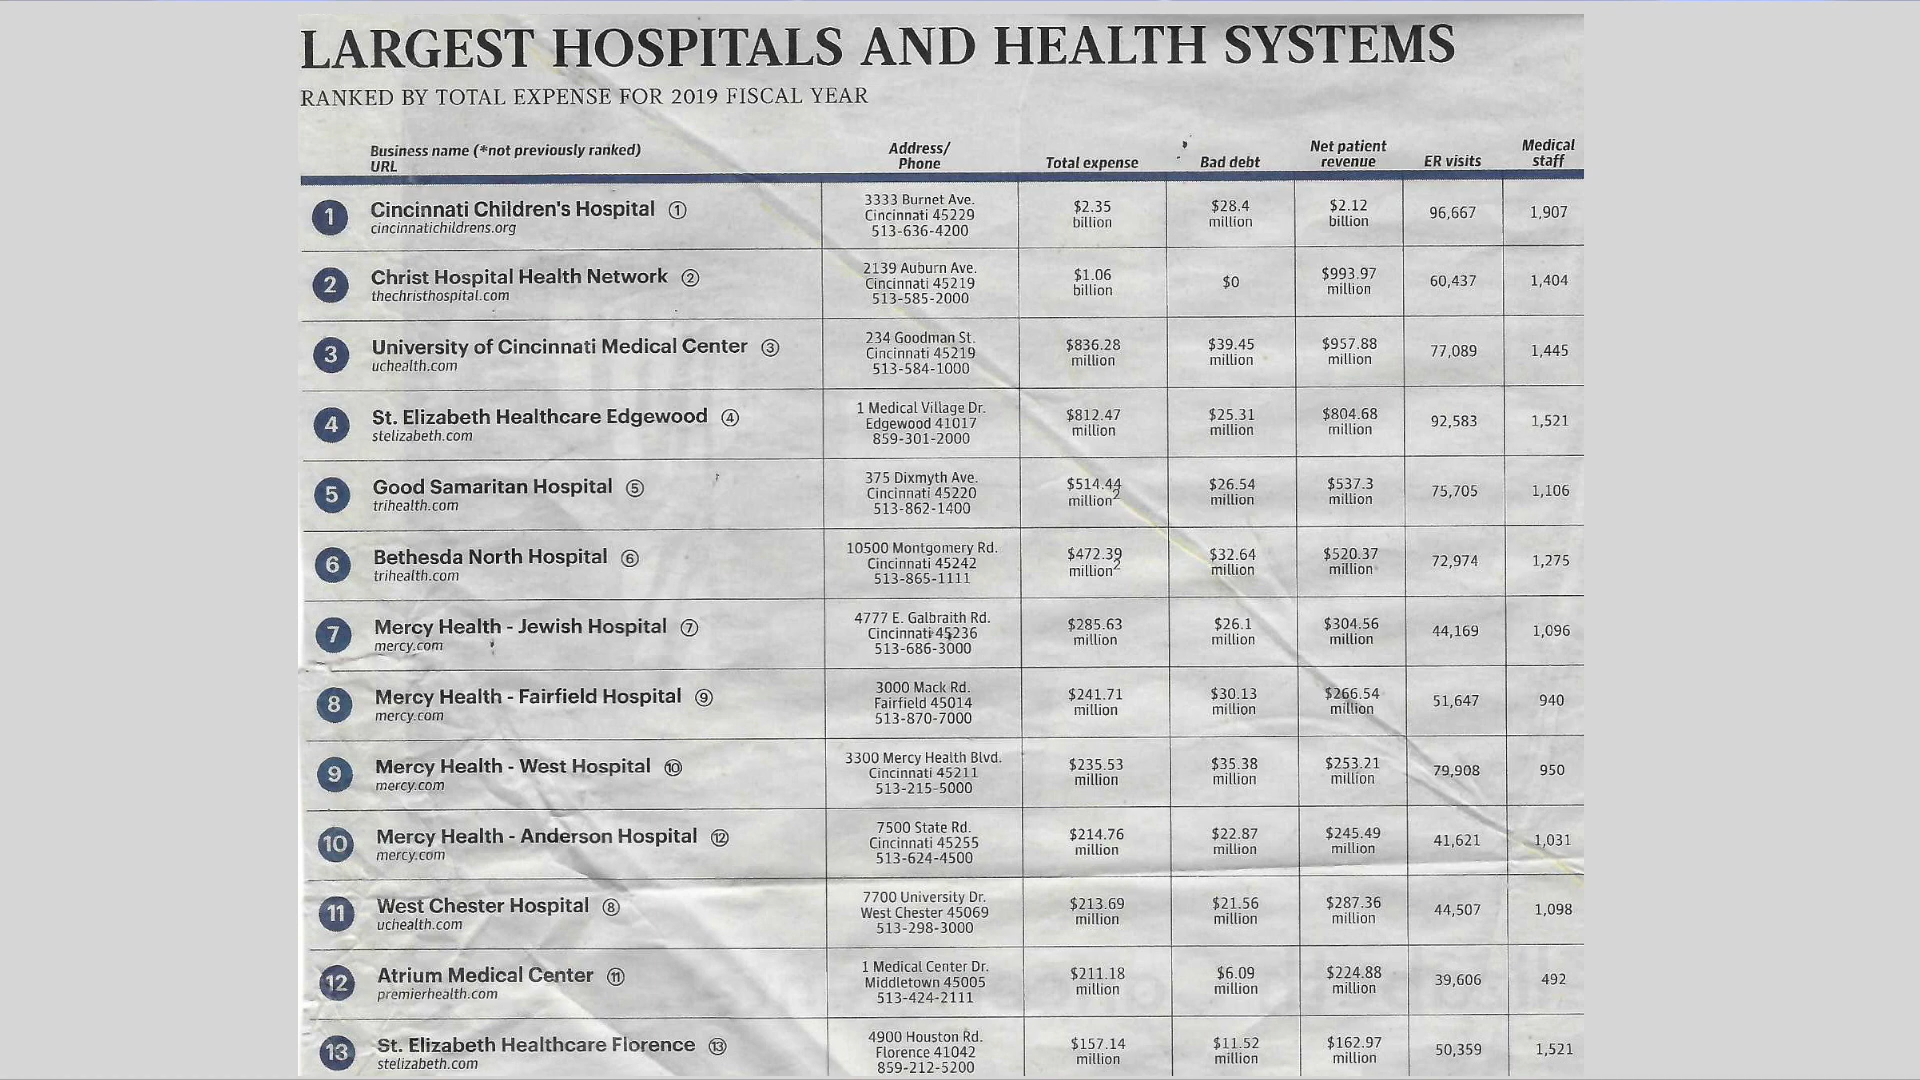 LARGEST HOSPITALS AND HEALTH SYSTEMS
RANKED BY TOTAL EXPENSE FOR 2019 FISCAL YEAR
Business name (*not previously ranked)
URL
Address/
Phone
Total expense
Bad debt
Net patient
revenue
ER visits
Medical
staff
1
Cincinnati Children's Hospital ①
cincinnatichildrens.org
3333 Burnet Ave.
Cincinnati 45229
513-636-4200
$2.35
billion
$28.4
million
$2.12
billion
96,667
1,907
2
Christ Hospital Health Network ②
thechristhospital.com
2139 Auburn Ave.
Cincinnati 45219
513-585-2000
$1.06
billion
$0
$993.97
million
60,437
1,404
3
University of Cincinnati Medical Center ③
uchealth.com
234 Goodman St.
Cincinnati 45219
513-584-1000
$836.28
million
$39.45
million
$957.88
million
77,089
1,445
4
St. Elizabeth Healthcare Edgewood ④
stelizabeth.com
1 Medical Village Dr.
Edgewood 41017
859-301-2000
$812.47
million
$25.31
million
$804.68
million
92,583
1,521
5
Good Samaritan Hospital ⑤
trihealth.com
375 Dixmyth Ave.
Cincinnati 45220
513-862-1400
$514.44
million²
$26.54
million
$537.3
million
75,705
1,106
6
Bethesda North Hospital ⑥
trihealth.com
10500 Montgomery Rd.
Cincinnati 45242
513-865-1111
$472.39
million²
$32.64
million
$520.37
million
72,974
1,275
7
Mercy Health - Jewish Hospital ⑦
mercy.com
4777 E. Galbraith Rd.
Cincinnati 45236
513-686-3000
$285.63
million
$26.1
million
$304.56
million
44,169
1,096
8
Mercy Health - Fairfield Hospital ⑨
mercy.com
3000 Mack Rd.
Fairfield 45014
513-870-7000
$241.71
million
$30.13
million
$266.54
million
51,647
940
9
Mercy Health - West Hospital ⑩
mercy.com
3300 Mercy Health Blvd.
Cincinnati 45211
513-215-5000
$235.53
million
$35.38
million
$253.21
million
79,908
950
10
Mercy Health - Anderson Hospital ⑫
mercy.com
7500 State Rd.
Cincinnati 45255
513-624-4500
$214.76
million
$22.87
million
$245.49
million
41,621
1,031
11
West Chester Hospital ⑧
uchealth.com
7700 University Dr.
West Chester 45069
513-298-3000
$213.69
million
$21.56
million
$287.36
million
44,507
1,098
12
Atrium Medical Center ⑪
premierhealth.com
1 Medical Center Dr.
Middletown 45005
513-424-2111
$211.18
million
$6.09
million
$224.88
million
39,606
492
13
St. Elizabeth Healthcare Florence ⑬
stelizabeth.com
4900 Houston Rd.
Florence 41042
859-212-5200
$157.14
million
$11.52
million
$162.97
million
50,359
1,521